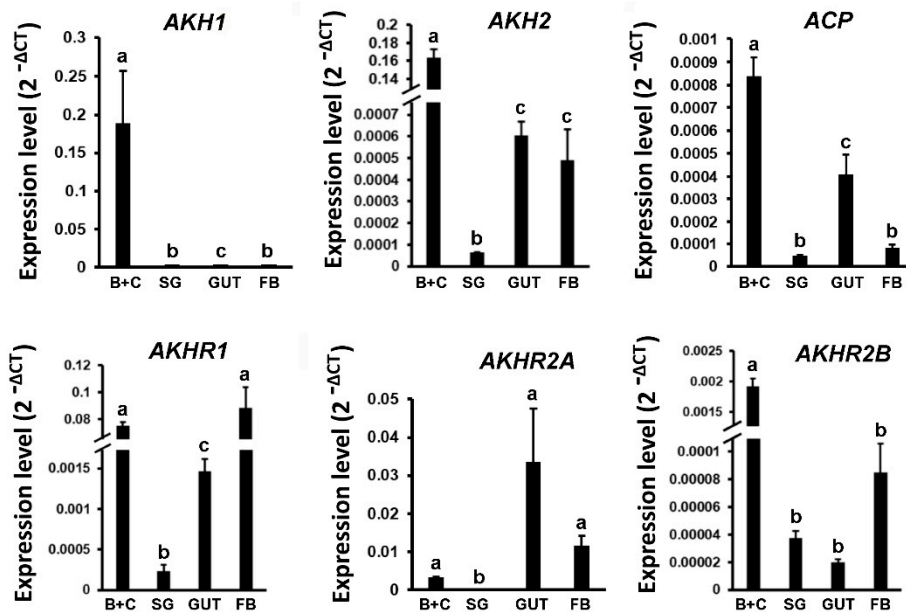 AKH1
Expression level (2 ⁻ΔCT)
0.3
0.25
0.2
0.15
0.1
0.05
0
a
b
c
b
B+C SG GUT FB
AKH2
Expression level (2 ⁻ΔCT)
0.2
0.16
0.14
0.0007
0.0006
0.0005
0.0004
0.0003
0.0002
0.0001
0
a
b
c
c
B+C SG GUT FB
ACP
Expression level (2 ⁻ΔCT)
0.001
0.0009
0.0008
0.0007
0.0006
0.0005
0.0004
0.0003
0.0002
0.0001
0
a
b
c
b
B+C SG GUT FB
AKHR1
Expression level (2 ⁻ΔCT)
0.12
0.1
0.08
0.0015
0.001
0.0005
0
a
b
c
a
B+C SG GUT FB
AKHR2A
Expression level (2 ⁻ΔCT)
0.05
0.04
0.03
0.02
0.01
0
a
b
a
a
B+C SG GUT FB
AKHR2B
Expression level (2 ⁻ΔCT)
0.0025
0.002
0.0015
0.0001
0.00008
0.00006
0.00004
0.00002
0
a
b
b
b
B+C SG GUT FB